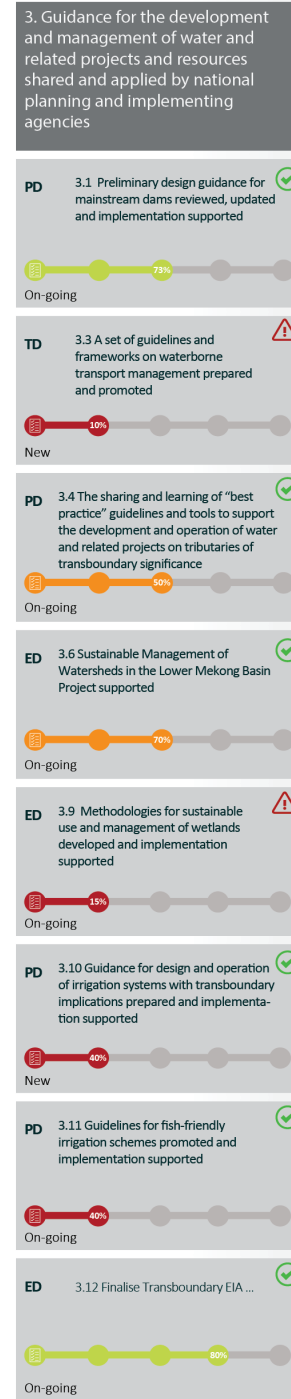 3. Guidance for the development
and management of water and
related projects and resources
shared and applied by national
planning and implementing
agencies
PD
3.1 Preliminary design guidance for
mainstream dams reviewed, updated
and implementation supported
73%
On-going
TD
3.3 A set of guidelines and
frameworks on waterborne
transport management prepared
and promoted
10%
New
PD
3.4 The sharing and learning of “best
practice” guidelines and tools to support
the development and operation of water
and related projects on tributaries of
transboundary significance
50%
On-going
ED
3.6 Sustainable Management of
Watersheds in the Lower Mekong Basin
Project supported
70%
On-going
ED
3.9 Methodologies for sustainable
use and management of wetlands
developed and implementation
supported
15%
On-going
PD
3.10 Guidance for design and operation
of irrigation systems with transboundary
implications prepared and implementa-
tion supported
40%
New
PD
3.11 Guidelines for fish-friendly
irrigation schemes promoted and
implementation supported
40%
On-going
ED
3.12 Finalise Transboundary EIA ...
80%
On-going